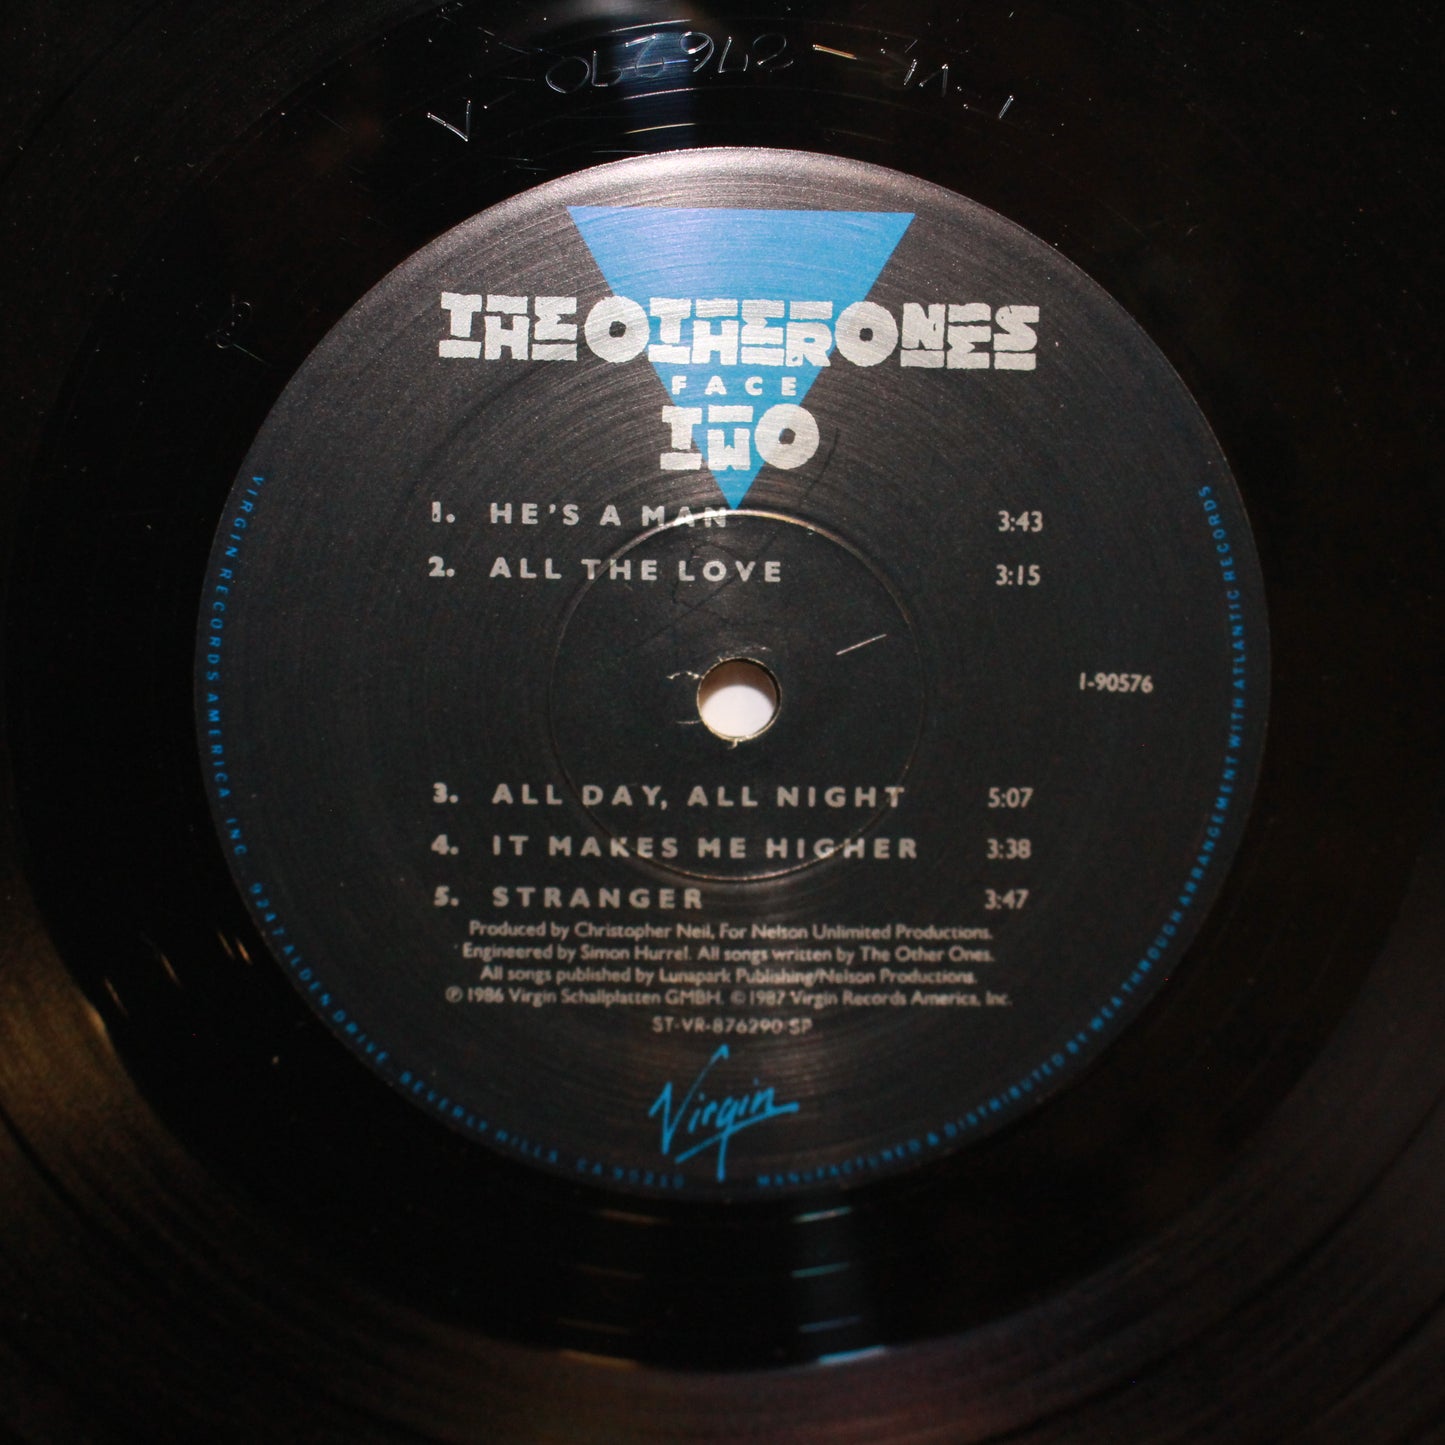 THE OTHER ONES
FACE
TWO
1. HE'S A MAN 3:43
2. ALL THE LOVE 3:15
1-90576
3. ALL DAY, ALL NIGHT 5:07
4. IT MAKES ME HIGHER 3:38
5. STRANGER 3:47
Produced by Christopher Neil, For Nelson Unlimited Productions.
Engineered by Simon Hurrel. All songs written by The Other Ones.
All songs published by Lunapark Publishing/Nelson Productions.
℗ 1986 Virgin Schallplatten GMBH. © 1987 Virgin Records America, Inc.
ST-VR-876290 SP
Virgin
VIRGIN RECORDS AMERICA, INC. 9247 ALDEN DRIVE - BEVERLY HILLS, CA 90210 MANUFACTURED & DISTRIBUTED BY WEA THROUGH ARRANGEMENT WITH ATLANTIC RECORDS